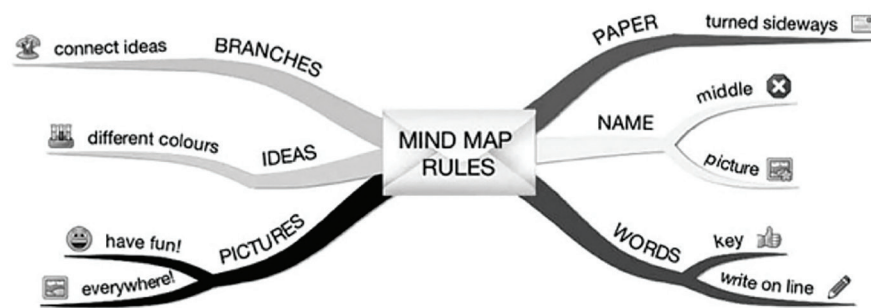 MIND MAP
RULES
PAPER
turned sideways
NAME
middle
picture
WORDS
key
write on line
BRANCHES
connect ideas
IDEAS
different colours
PICTURES
have fun!
everywhere!